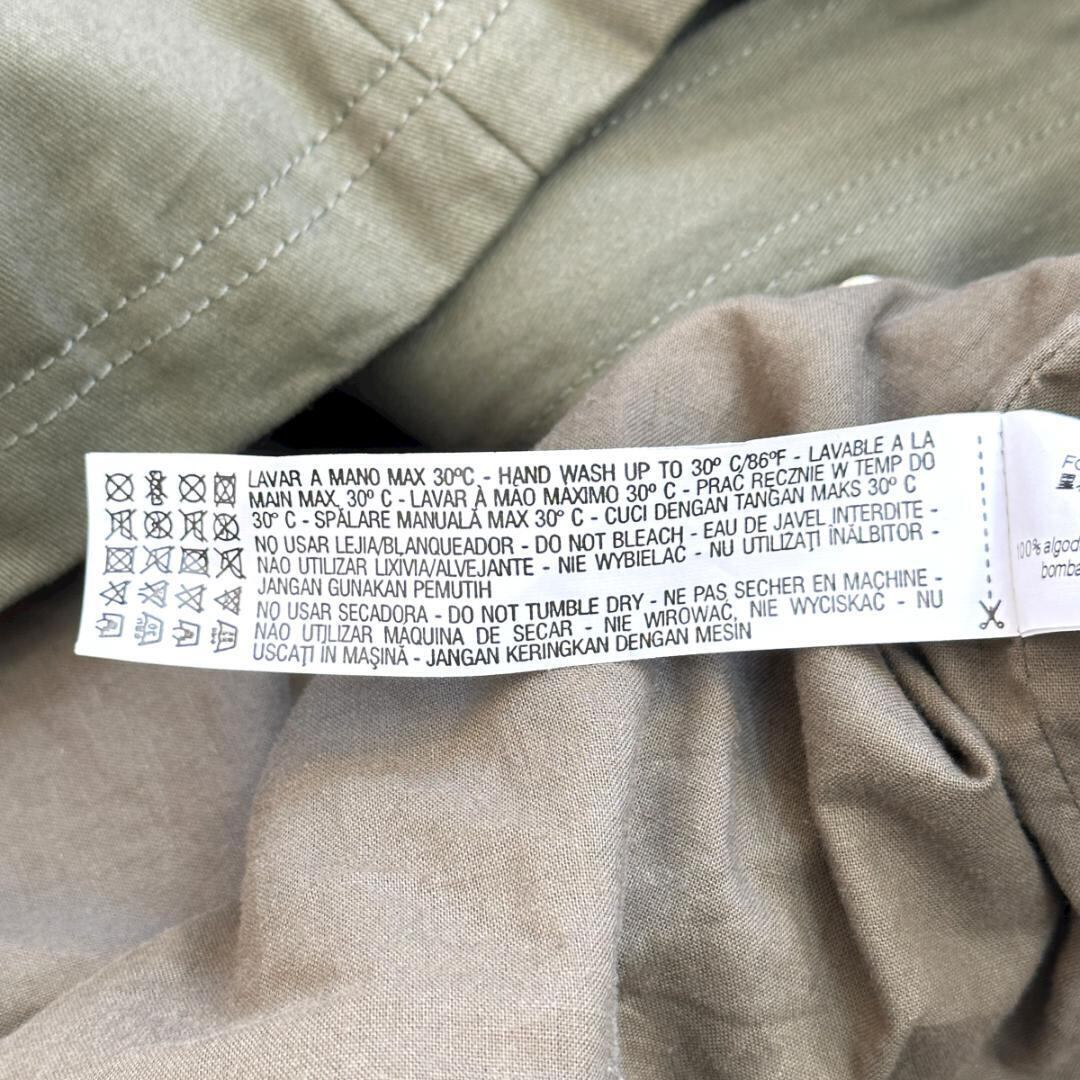 LAVAR A MANO MAX 30ºC - HAND WASH UP TO 30º C/86ºF - LAVABLE A LA
MAIN MAX. 30º C - LAVAR À MÃO MÁXIMO 30º C - PRAĆ RĘCZNIE W TEMP DO
30º C - SPĂLARE MANUALĂ MAX 30º C - CUCI DENGAN TANGAN MAKS 30º C
NO USAR LEJIA/BLANQUEADOR - DO NOT BLEACH - EAU DE JAVEL INTERDITE -
NÃO UTILIZAR LIXIVIA/ALVEJANTE - NIE WYBIELAĆ - NU UTILIZAŢI ÎNĂLBITOR -
JANGAN GUNAKAN PEMUTIH
NO USAR SECADORA - DO NOT TUMBLE DRY - NE PAS SECHER EN MACHINE -
NÃO UTILIZAR MÁQUINA DE SECAR - NIE WIROWAĆ, NIE WYCISKAĆ - NU
USCAŢI ÎN MAŞINĂ - JANGAN KERINGKAN DENGAN MESIN
100% algod
bomba